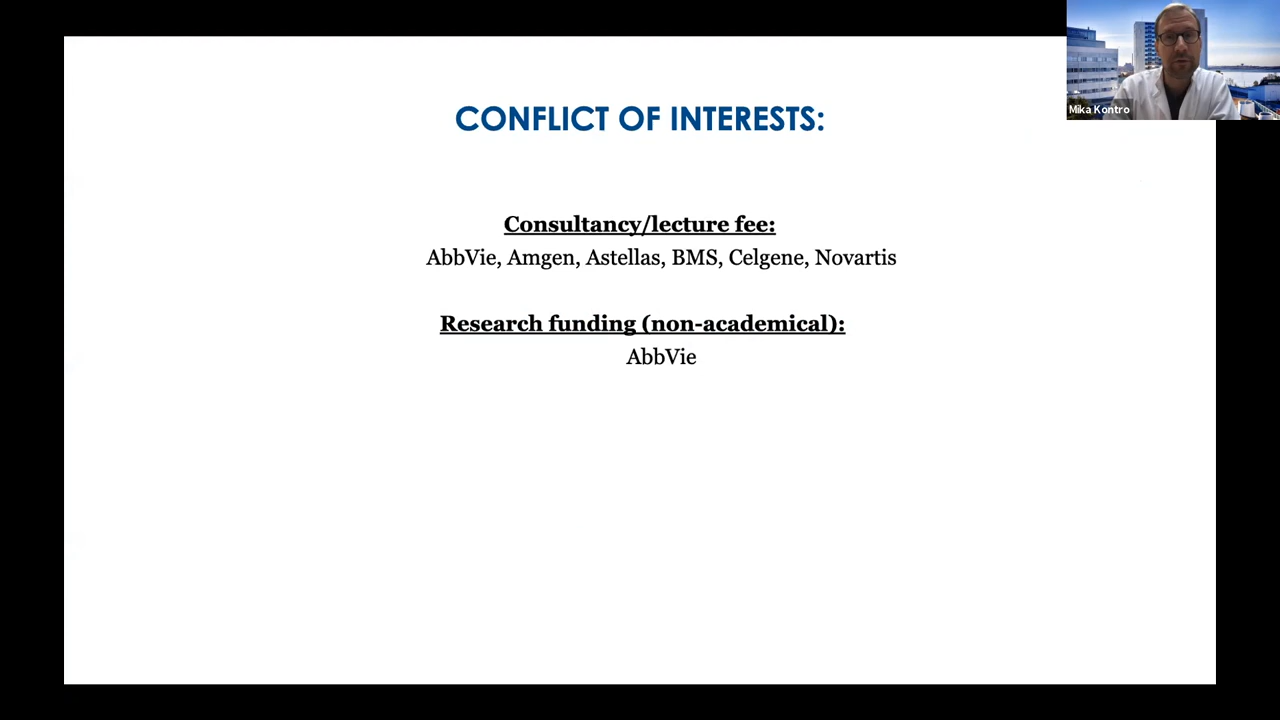 CONFLICT OF INTERESTS:
Mika Kontro
Consultancy/lecture fee:
AbbVie, Amgen, Astellas, BMS, Celgene, Novartis
Research funding (non-academical):
AbbVie